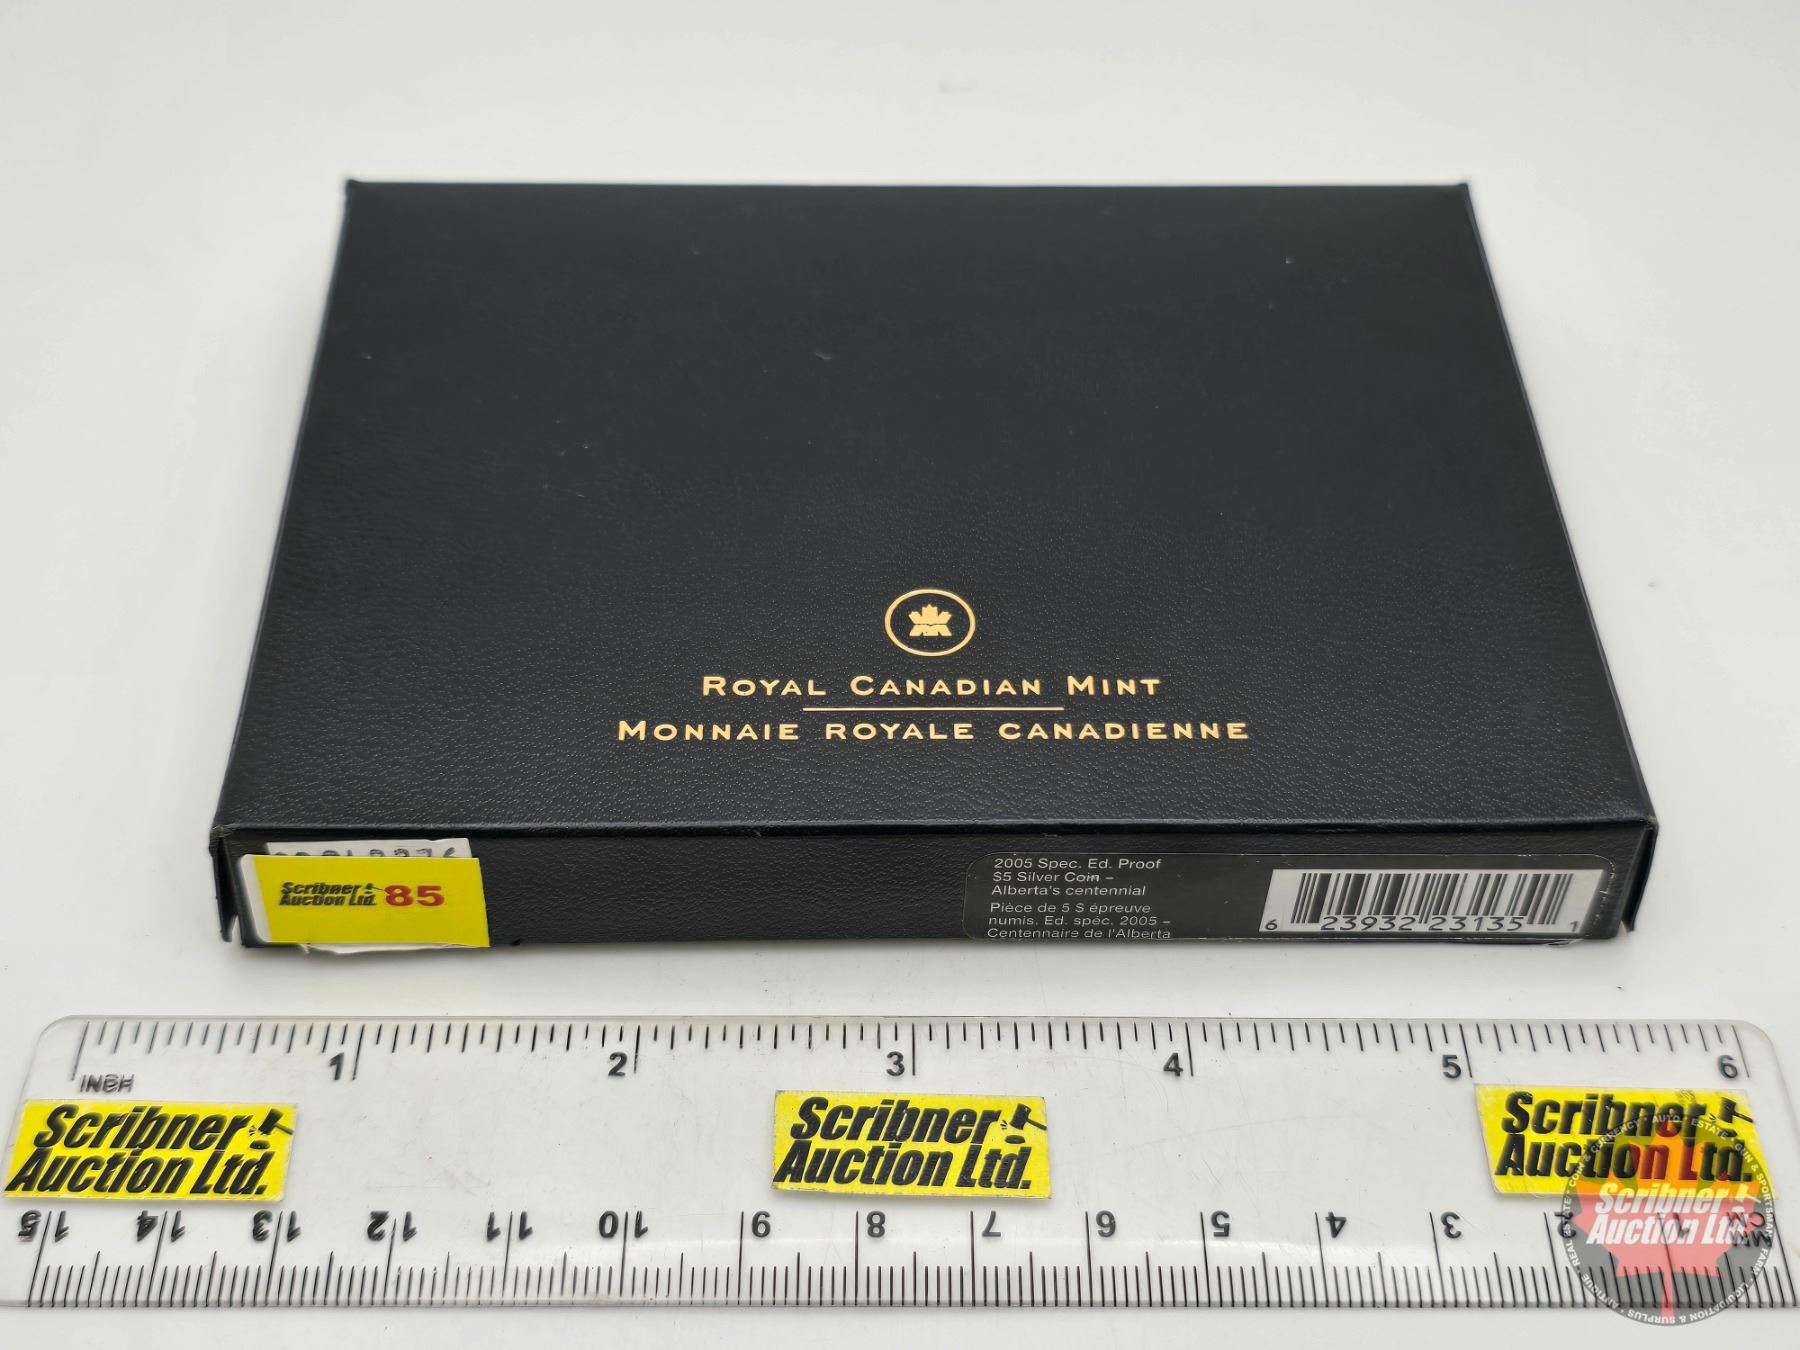 ROYAL CANADIAN MINT
MONNAIE ROYALE CANADIENNE
Scribner
Auction Ltd. 85
2005 Spec. Ed. Proof
$5 Silver Coin –
Alberta's centennial
Pièce de 5 $ épreuve
numis. Ed. spéc. 2005 –
Centennaire de l'Alberta
6 23932 23135 1
1 2 3 4 5 6
INCH
Scribner
Auction Ltd.
Scribner
Auction Ltd.
Scribner
Auction Ltd.
Scribner
Auction Ltd.
15 14 13 12 11 10 9 8 7 6 5 4 3